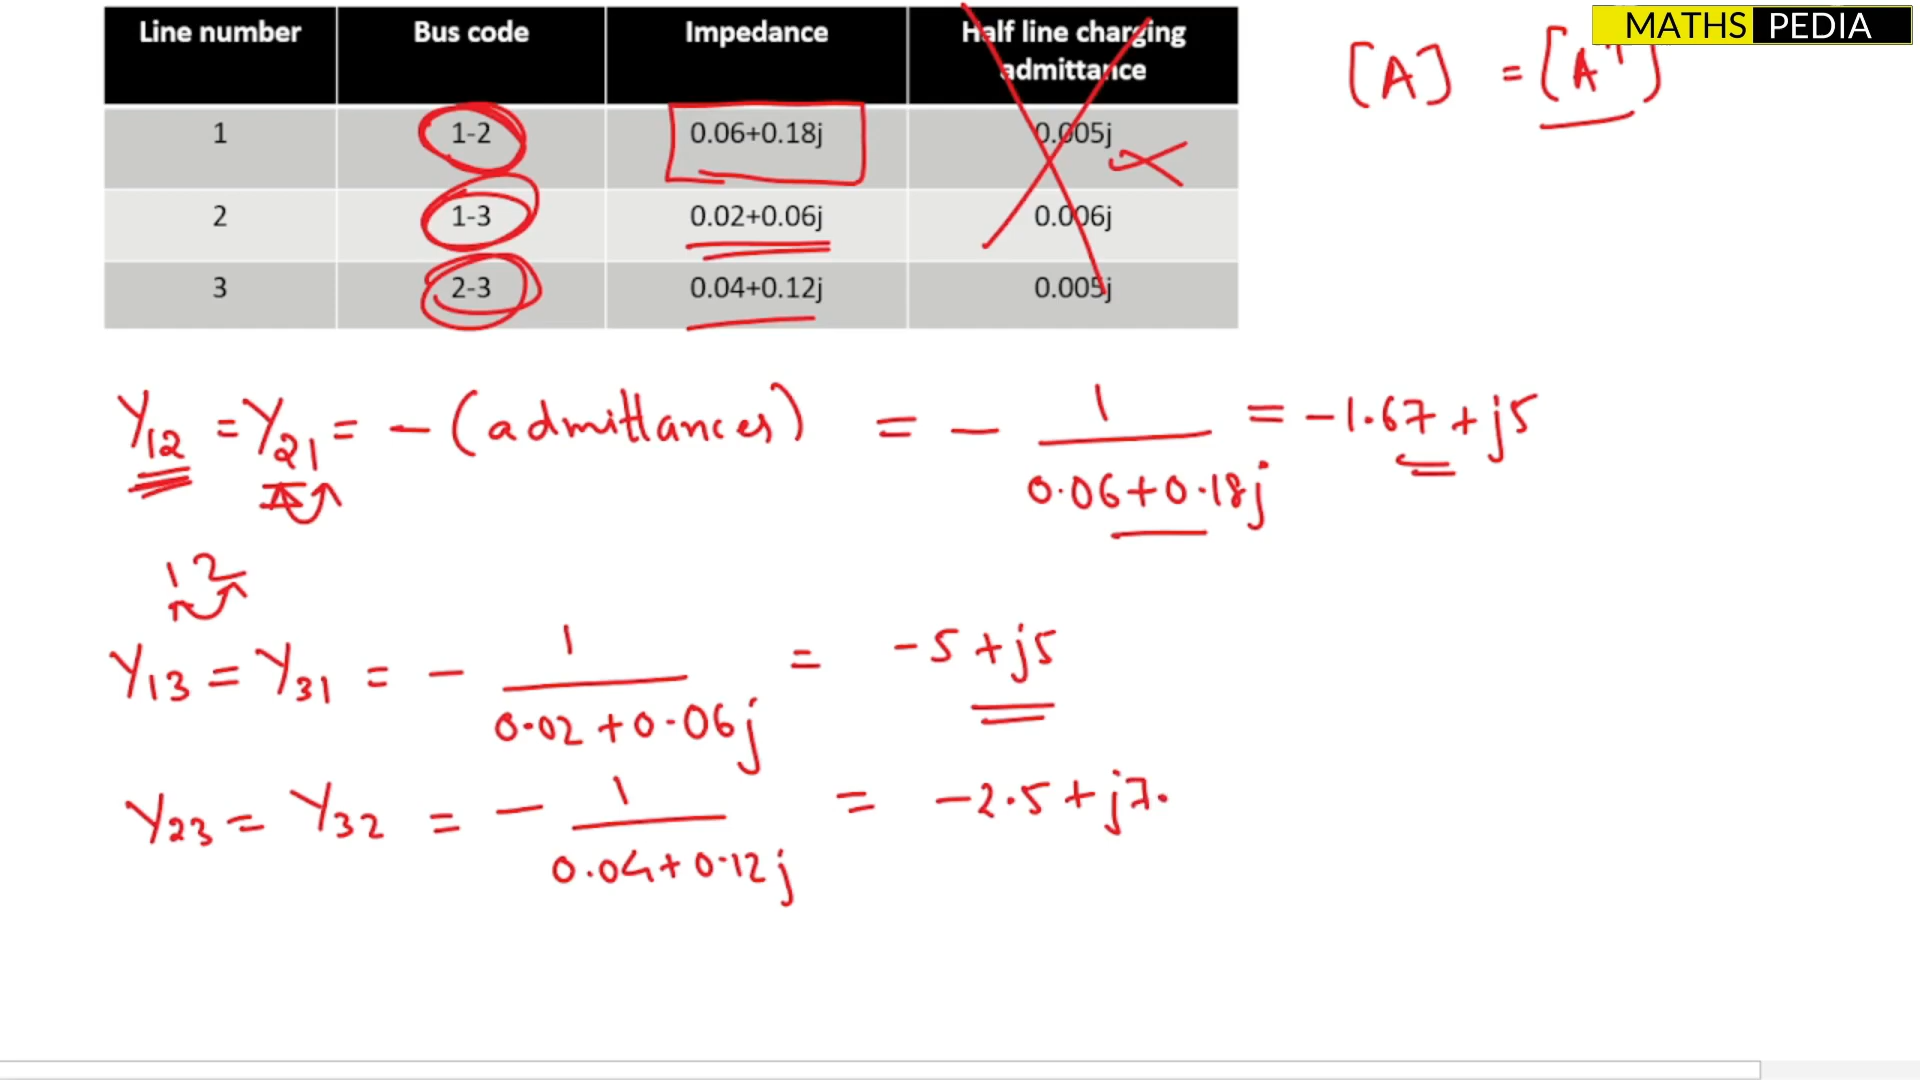 MATHS PEDIA
Line number Bus code Impedance Half line charging admittance
1 1-2 0.06+0.18j 0.005j
2 1-3 0.02+0.06j 0.006j
3 2-3 0.04+0.12j 0.005j
[A] = [A^T]
Y12 = Y21 = - (admittances) = - 1 / 0.06+0.18j = -1.67 + j5
1 2
Y13 = Y31 = - 1 / 0.02 + 0.06j = -5 + j5
Y23 = Y32 = - 1 / 0.04 + 0.12j = -2.5 + j7.